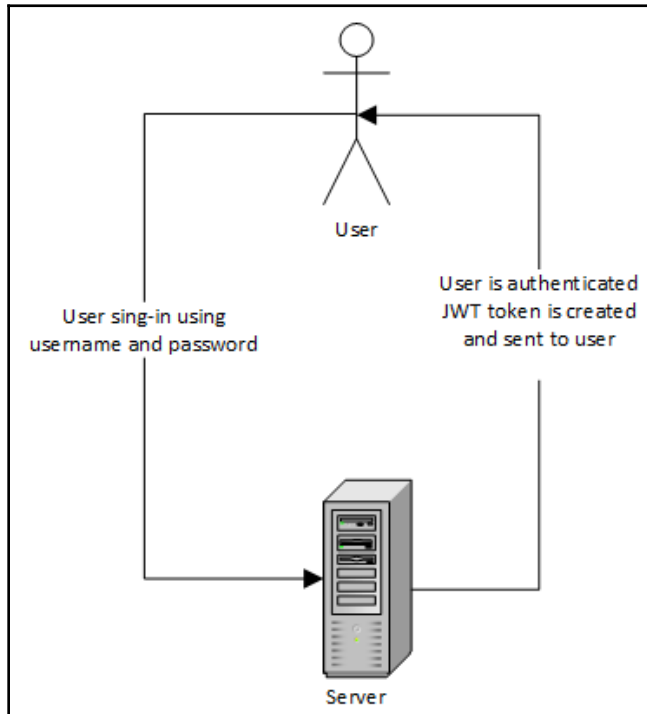 User
User sing-in using
username and password
User is authenticated
JWT token is created
and sent to user
Server